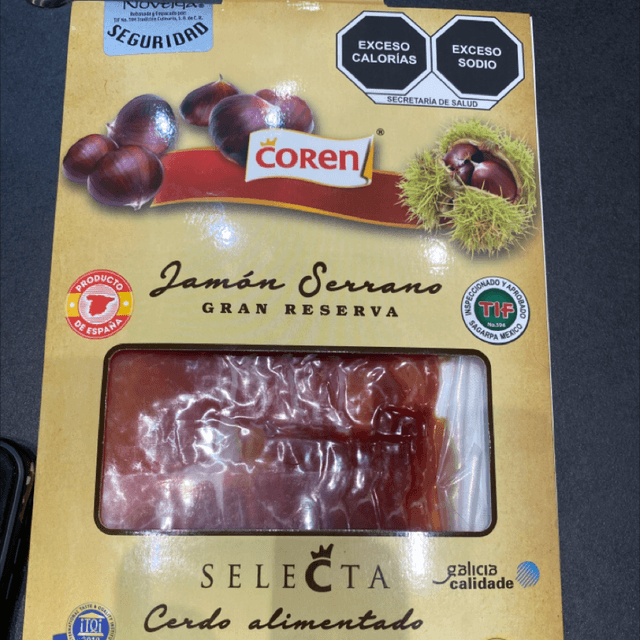 Novelga®
SEGURIDAD
EXCESO
CALORÍAS
EXCESO
SODIO
SECRETARÍA DE SALUD
COREN®
Jamón Serrano
GRAN RESERVA
PRODUCTO
DE ESPAÑA
INSPECCIONADO Y APROBADO
TIF
SAGARPA MEXICO
SELECTA
galicia
calidade
Cerdo alimentado